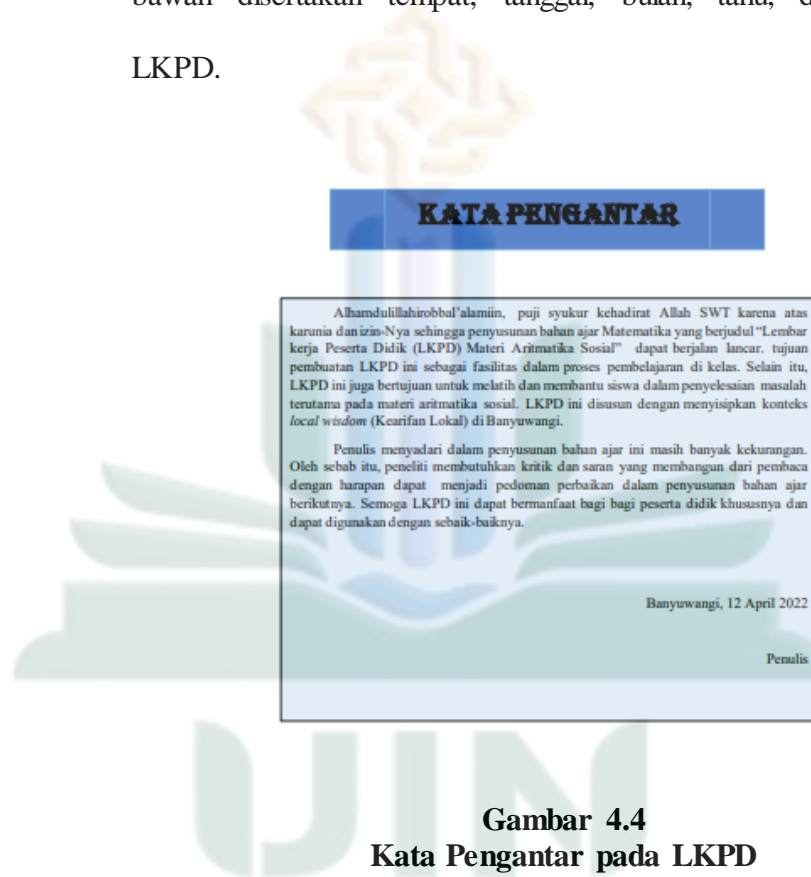 bawah disertakan tempat, tanggal, bulan, tahu, d
LKPD.
KATA PENGANTAR
Alhamdulillahirobbal'alamiin, puji syukur kehadirat Allah SWT karena atas
karunia dan izin-Nya sehingga penyusunan bahan ajar Matematika yang berjudul “Lembar
kerja Peserta Didik (LKPD) Materi Aritmatika Sosial” dapat berjalan lancar. tujuan
pembuatan LKPD ini sebagai fasilitas dalam proses pembelajaran di kelas. Selain itu,
LKPD ini juga bertujuan untuk melatih dan membantu siswa dalam penyelesaian masalah
terutama pada materi aritmatika sosial. LKPD ini disusun dengan menyisipkan konteks
local wisdom (Kearifan Lokal) di Banyuwangi.
Penulis menyadari dalam penyusunan bahan ajar ini masih banyak kekurangan.
Oleh sebab itu, peneliti membutuhkan kritik dan saran yang membangun dari pembaca
dengan harapan dapat menjadi pedoman perbaikan dalam penyusunan bahan ajar
berikutnya. Semoga LKPD ini dapat bermanfaat bagi bagi peserta didik khususnya dan
dapat digunakan dengan sebaik-baiknya.
Banyuwangi, 12 April 2022
Penulis
UIN
Gambar 4.4
Kata Pengantar pada LKPD